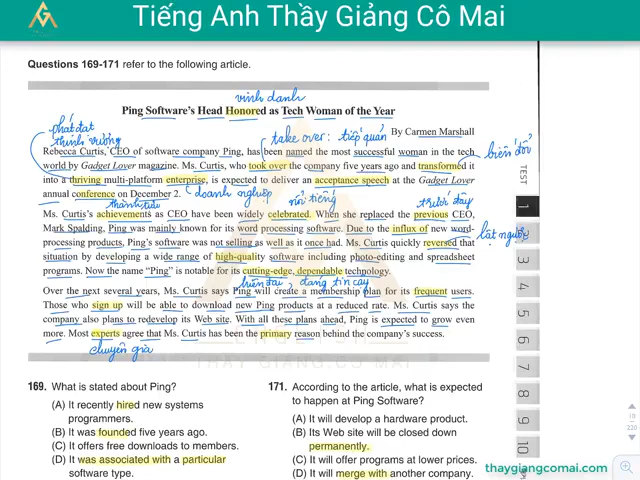 Tiếng Anh Thầy Giảng Cô Mai
Questions 169-171 refer to the following article.
vinh danh
Ping Software's Head Honored as Tech Woman of the Year
phát đạt
thịnh vượng
take over: tiếp quản
By Carmen Marshall
Rebecca Curtis, CEO of software company Ping, has been named the most successful woman in the tech
biến đổi
world by Gadget Lover magazine. Ms. Curtis, who took over the company five years ago and transformed it
into a thriving multi-platform enterprise, is expected to deliver an acceptance speech at the Gadget Lover
annual conference on December 2.
doanh nghiệp
thành tựu
nổi tiếng
trước đây
Ms. Curtis's achievements as CEO have been widely celebrated. When she replaced the previous CEO,
Mark Spalding, Ping was mainly known for its word processing software. Due to the influx of new word-
lật ngược
processing products, Ping's software was not selling as well as it once had. Ms. Curtis quickly reversed that
situation by developing a wide range of high-quality software including photo-editing and spreadsheet
programs. Now the name "Ping" is notable for its cutting-edge, dependable technology.
hiện đại, đáng tin cậy
Over the next several years, Ms. Curtis says Ping will create a membership plan for its frequent users.
Those who sign up will be able to download new Ping products at a reduced rate. Ms. Curtis says the
company also plans to redevelop its Web site. With all these plans ahead, Ping is expected to grow even
more. Most experts agree that Ms. Curtis has been the primary reason behind the company's success.
chuyên gia
THẦY GIẢNG CÔ MAI
169. What is stated about Ping?
(A) It recently hired new systems
programmers.
(B) It was founded five years ago.
(C) It offers free downloads to members.
(D) It was associated with a particular
software type.
171. According to the article, what is expected
to happen at Ping Software?
(A) It will develop a hardware product.
(B) Its Web site will be closed down
permanently.
(C) It will offer programs at lower prices.
(D) It will merge with another company.
TEST
1
3
4
5
6
7
8
9
10
220
thaygiangcomai.com